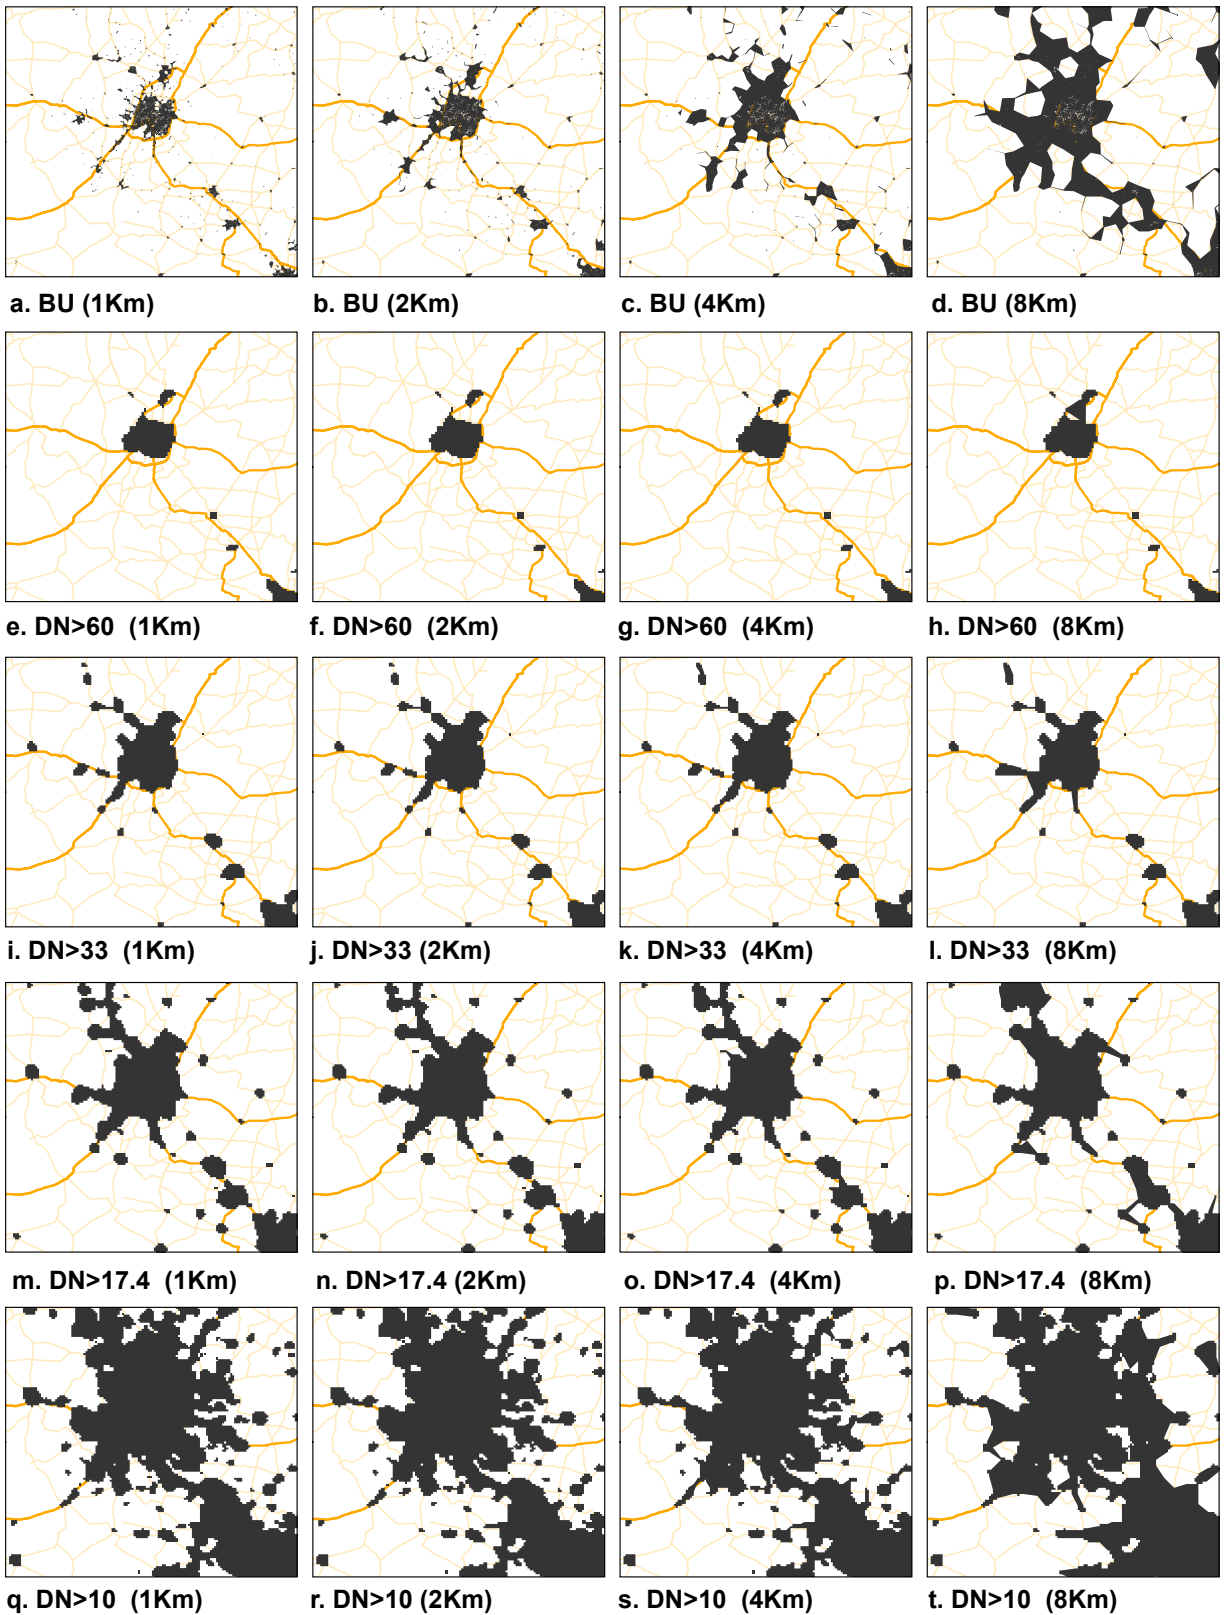 a. BU (1Km) b. BU (2Km) c. BU (4Km) d. BU (8Km)
e. DN>60 (1Km) f. DN>60 (2Km) g. DN>60 (4Km) h. DN>60 (8Km)
i. DN>33 (1Km) j. DN>33 (2Km) k. DN>33 (4Km) l. DN>33 (8Km)
m. DN>17.4 (1Km) n. DN>17.4 (2Km) o. DN>17.4 (4Km) p. DN>17.4 (8Km)
q. DN>10 (1Km) r. DN>10 (2Km) s. DN>10 (4Km) t. DN>10 (8Km)